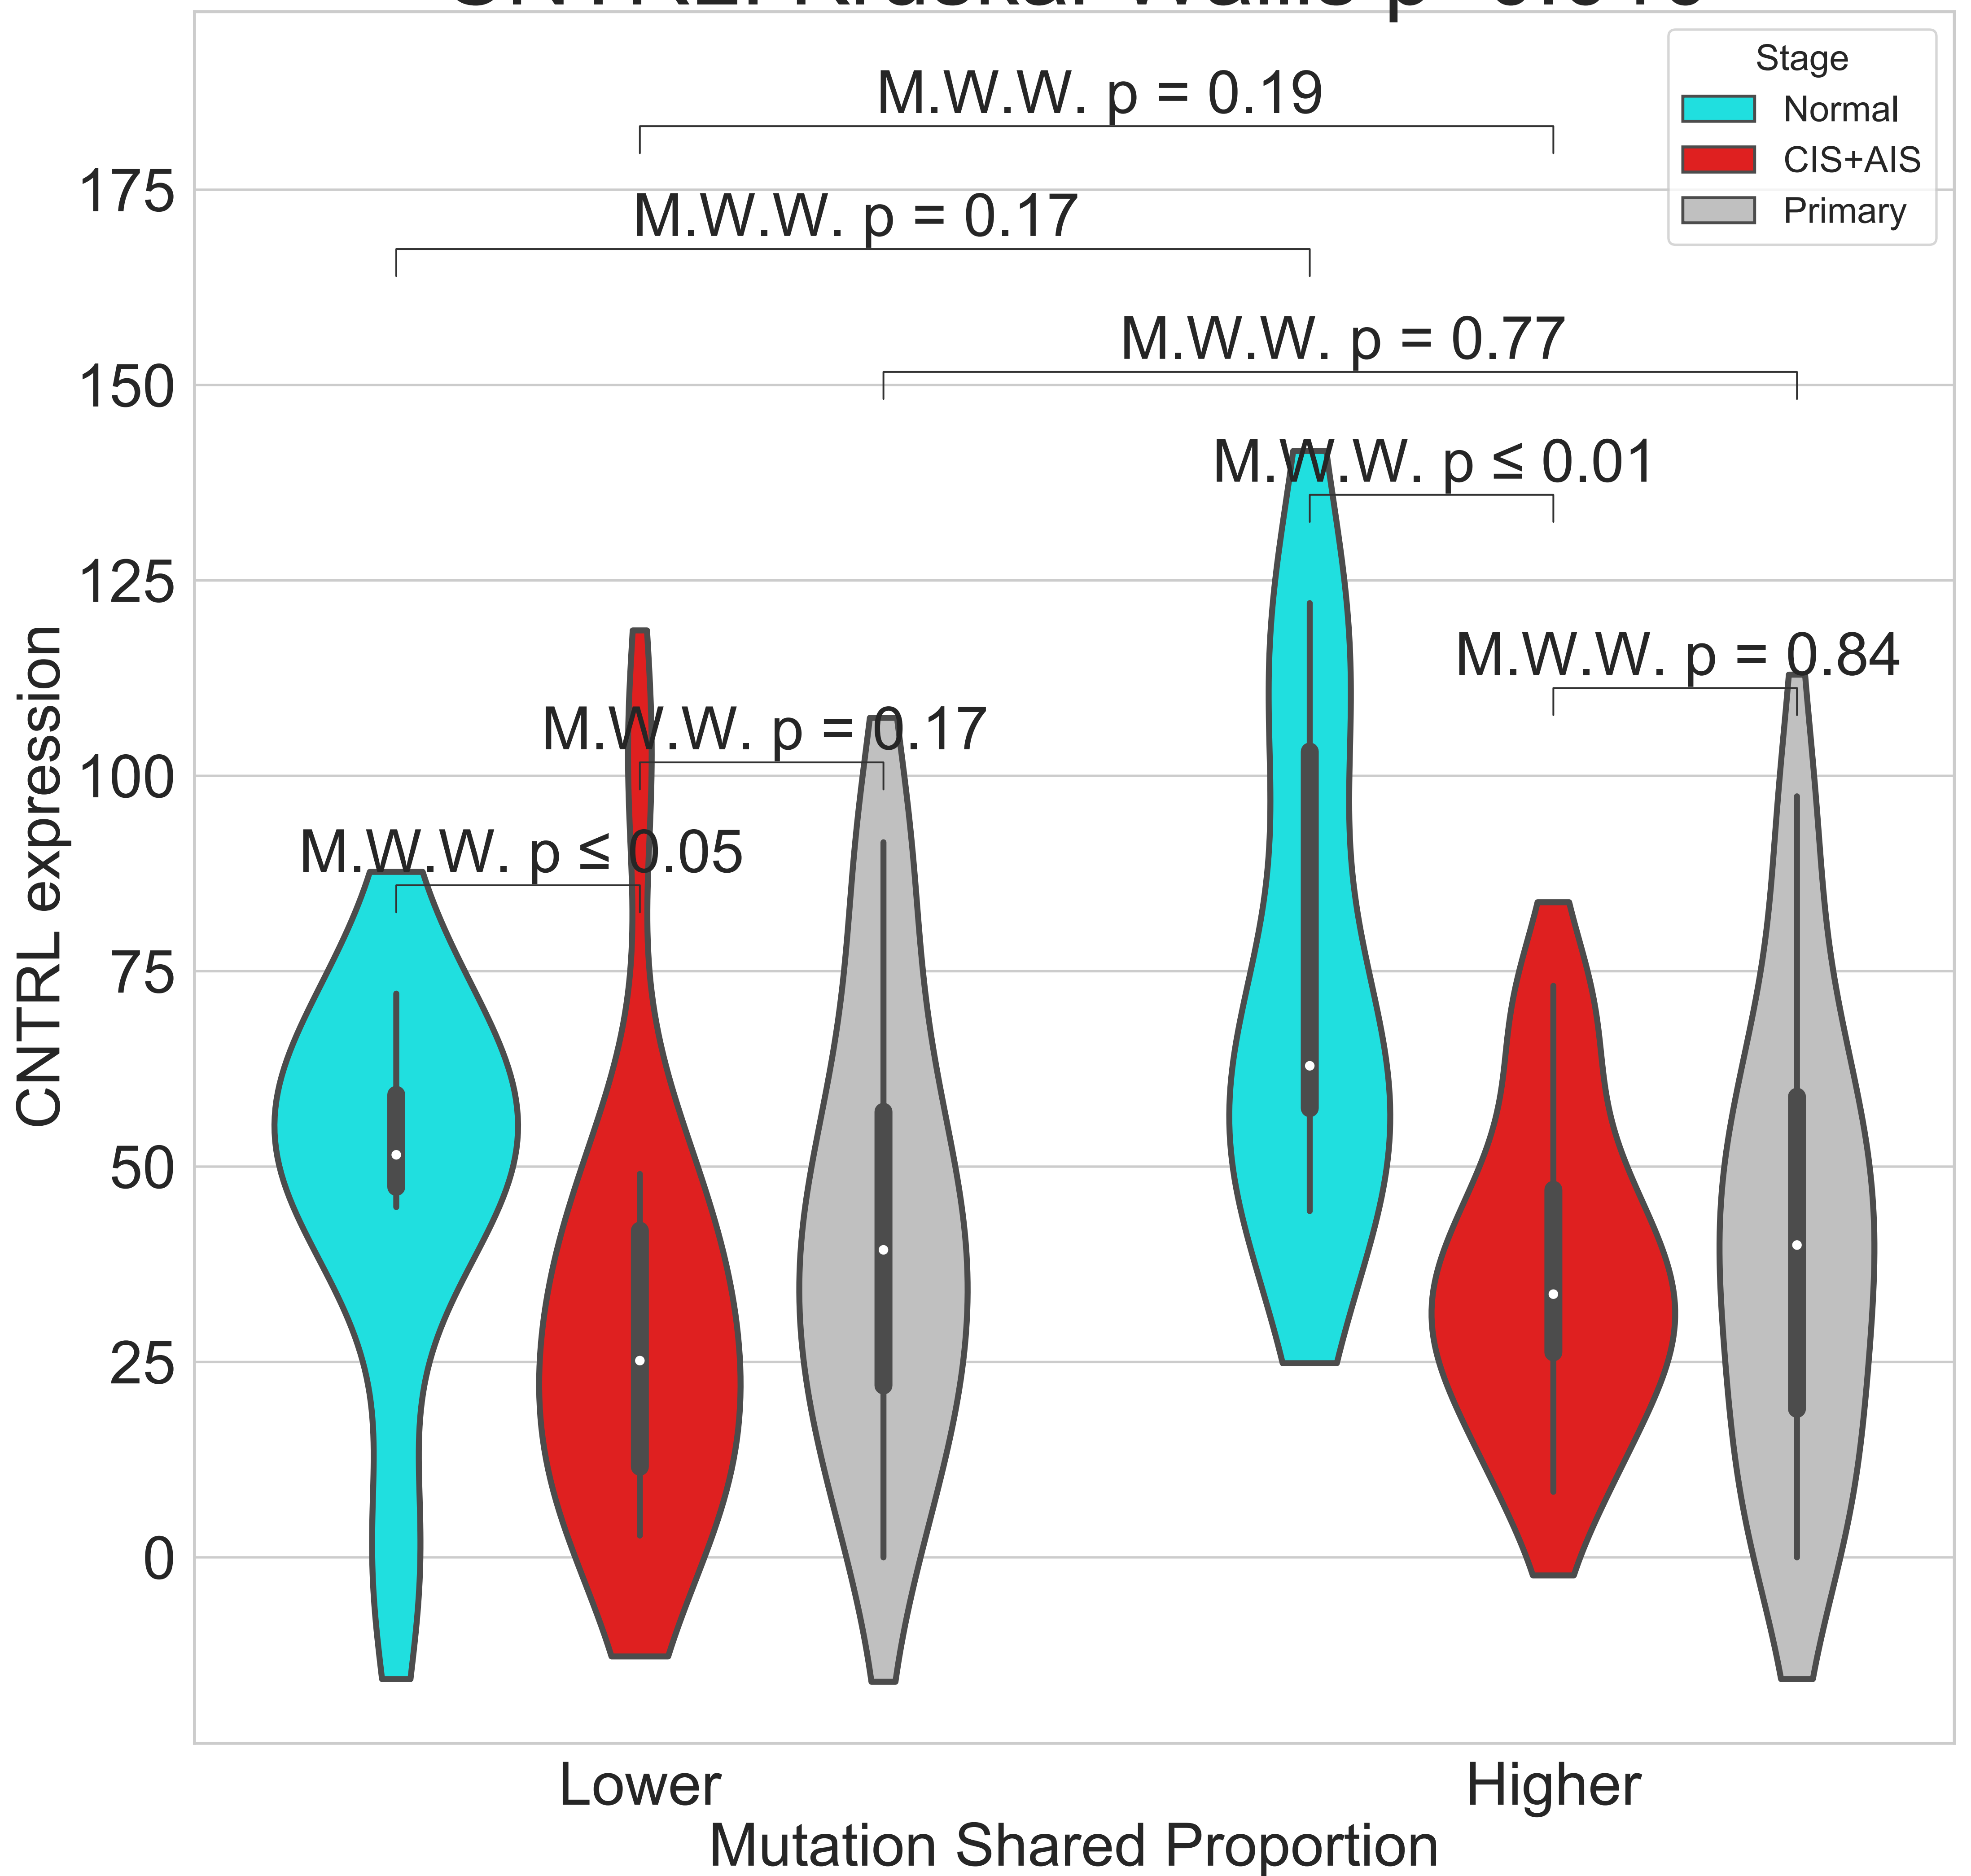 Stage
Normal
CIS+AIS
Primary
M.W.W. p = 0.19
M.W.W. p = 0.17
M.W.W. p = 0.77
M.W.W. p ≤ 0.01
M.W.W. p = 0.84
M.W.W. p = 0.17
M.W.W. p ≤ 0.05
175
150
125
100
75
50
25
0
CNTRL expression
Lower
Higher
Mutation Shared Proportion